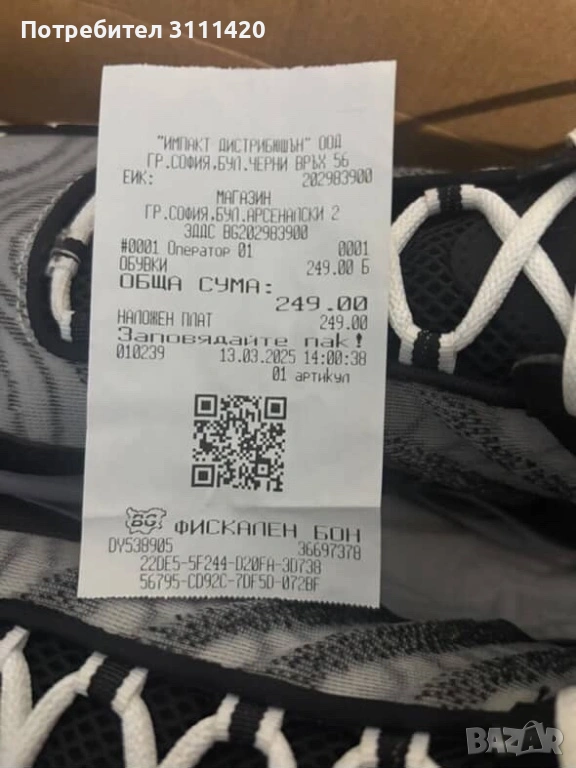 Потребител 3111420
"ИМПАКТ ДИСТРИБЮШЪН" ООД
ГР.СОФИЯ.БУЛ.ЧЕРНИ ВРЪХ 56
ЕИК: 202983900
МАГАЗИН
ГР.СОФИЯ.БУЛ.АРСЕНАЛСКИ 2
ЗДДС BG202983900
#0001 Оператор 01 0001
ОБУВКИ 249.00 Б
ОБЩА СУМА:
249.00
НАЛОЖЕН ПЛАТ 249.00
Заповядайте пак!
010239 13.03.2025 14:00:38
01 артикул
BG ФИСКАЛЕН БОН
DY538905 36697378
22DE5-5F244-D20FA-3D738
56795-CD92C-7DF5D-072BF
BAZAR